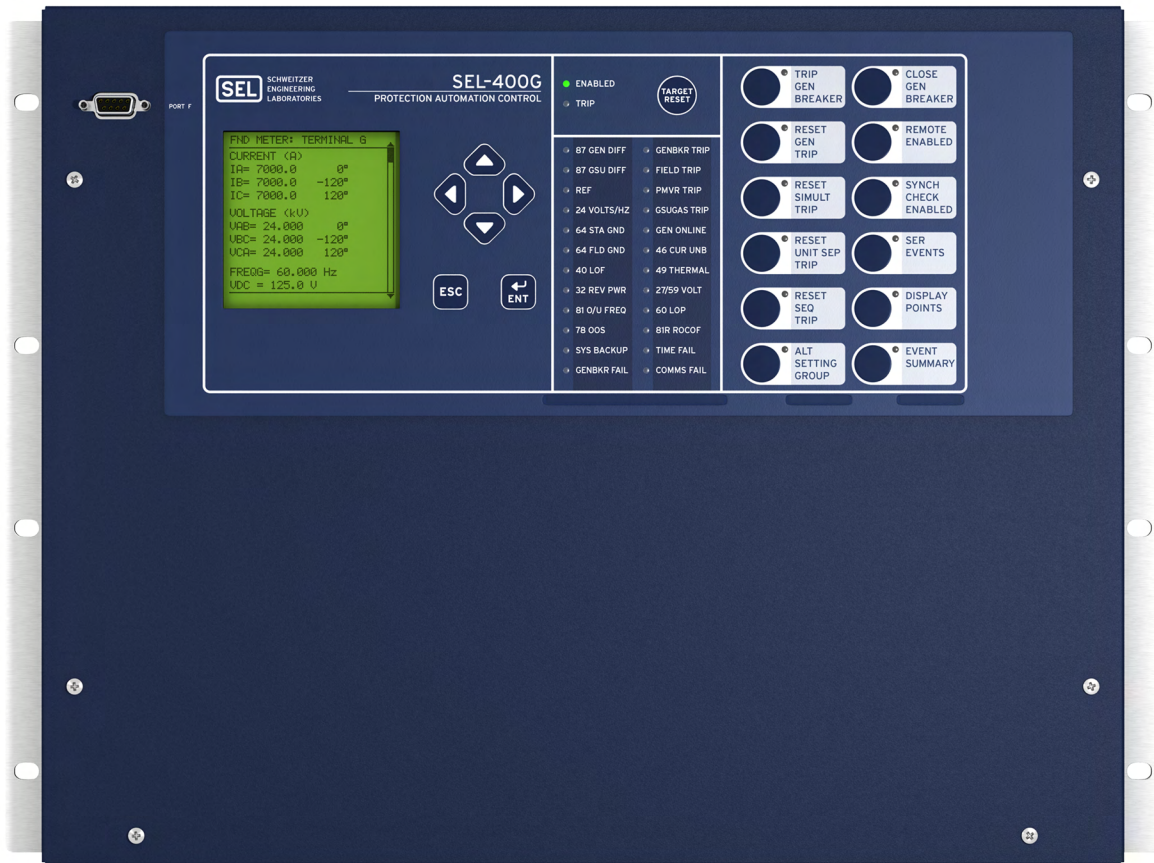 PORT F
SEL
SCHWEITZER
ENGINEERING
LABORATORIES
SEL-400G
PROTECTION AUTOMATION CONTROL
FND METER: TERMINAL G
CURRENT (A)
IA= 7000.0 0°
IB= 7000.0 -120°
IC= 7000.0 120°
VOLTAGE (kV)
VAB= 24.000 0°
VBC= 24.000 -120°
VCA= 24.000 120°
FREQG= 60.000 Hz
VDC = 125.0 V
ESC
ENT
ENABLED
TRIP
TARGET
RESET
87 GEN DIFF
87 GSU DIFF
REF
24 VOLTS/HZ
64 STA GND
64 FLD GND
40 LOF
32 REV PWR
81 O/U FREQ
78 OOS
SYS BACKUP
GENBKR FAIL
GENBKR TRIP
FIELD TRIP
PMVR TRIP
GSUGAS TRIP
GEN ONLINE
46 CUR UNB
49 THERMAL
27/59 VOLT
60 LOP
81R ROCOF
TIME FAIL
COMMS FAIL
TRIP
GEN
BREAKER
RESET
GEN
TRIP
RESET
SIMULT
TRIP
RESET
UNIT SEP
TRIP
RESET
SEQ
TRIP
ALT
SETTING
GROUP
CLOSE
GEN
BREAKER
REMOTE
ENABLED
SYNCH
CHECK
ENABLED
SER
EVENTS
DISPLAY
POINTS
EVENT
SUMMARY